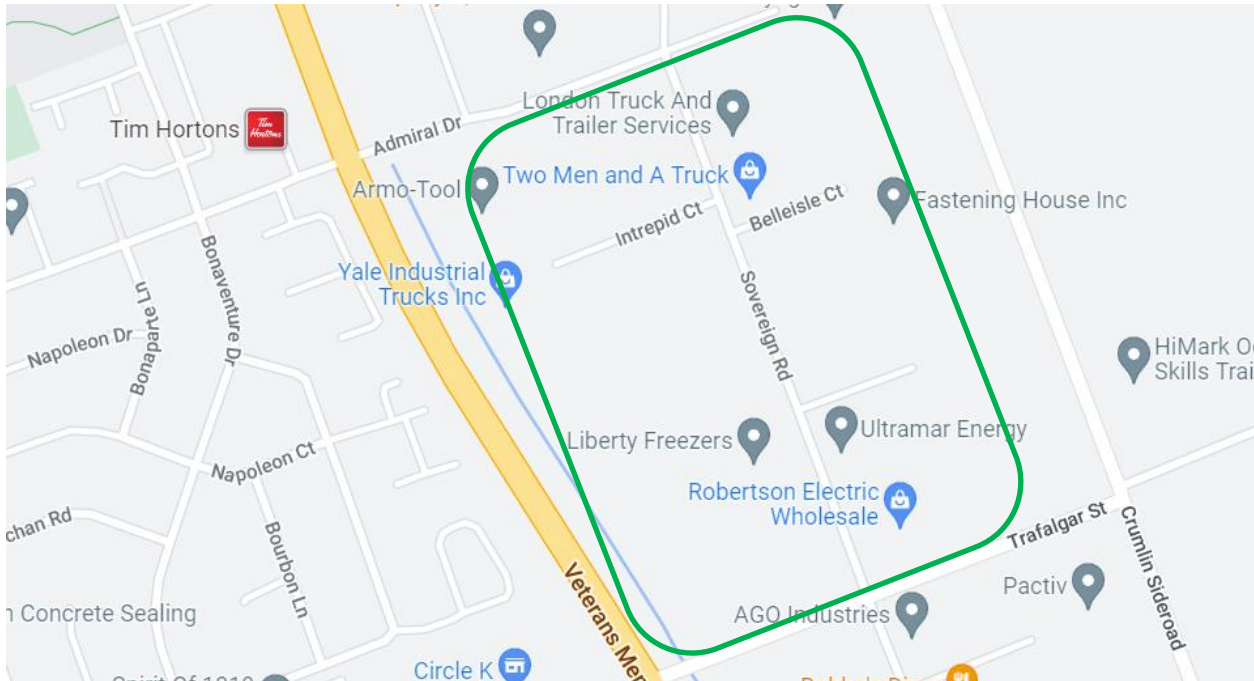 London Truck And
Trailer Services
Tim Hortons
Tim
Hortons
Admiral Dr
Armo-Tool
Two Men and A Truck
Fastening House Inc
Belleisle Ct
Intrepid Ct
Bonaventure Dr
Yale Industrial
Trucks Inc
Bonaparte Ln
Sovereign Rd
Napoleon Dr
HiMark O
Skills Trai
Liberty Freezers
Ultramar Energy
Napoleon Ct
Robertson Electric
Wholesale
chan Rd
Bourbon Ln
Trafalgar St
Crumlin Sideroad
Veterans Mem
Pactiv
n Concrete Sealing
AGO Industries
Circle K